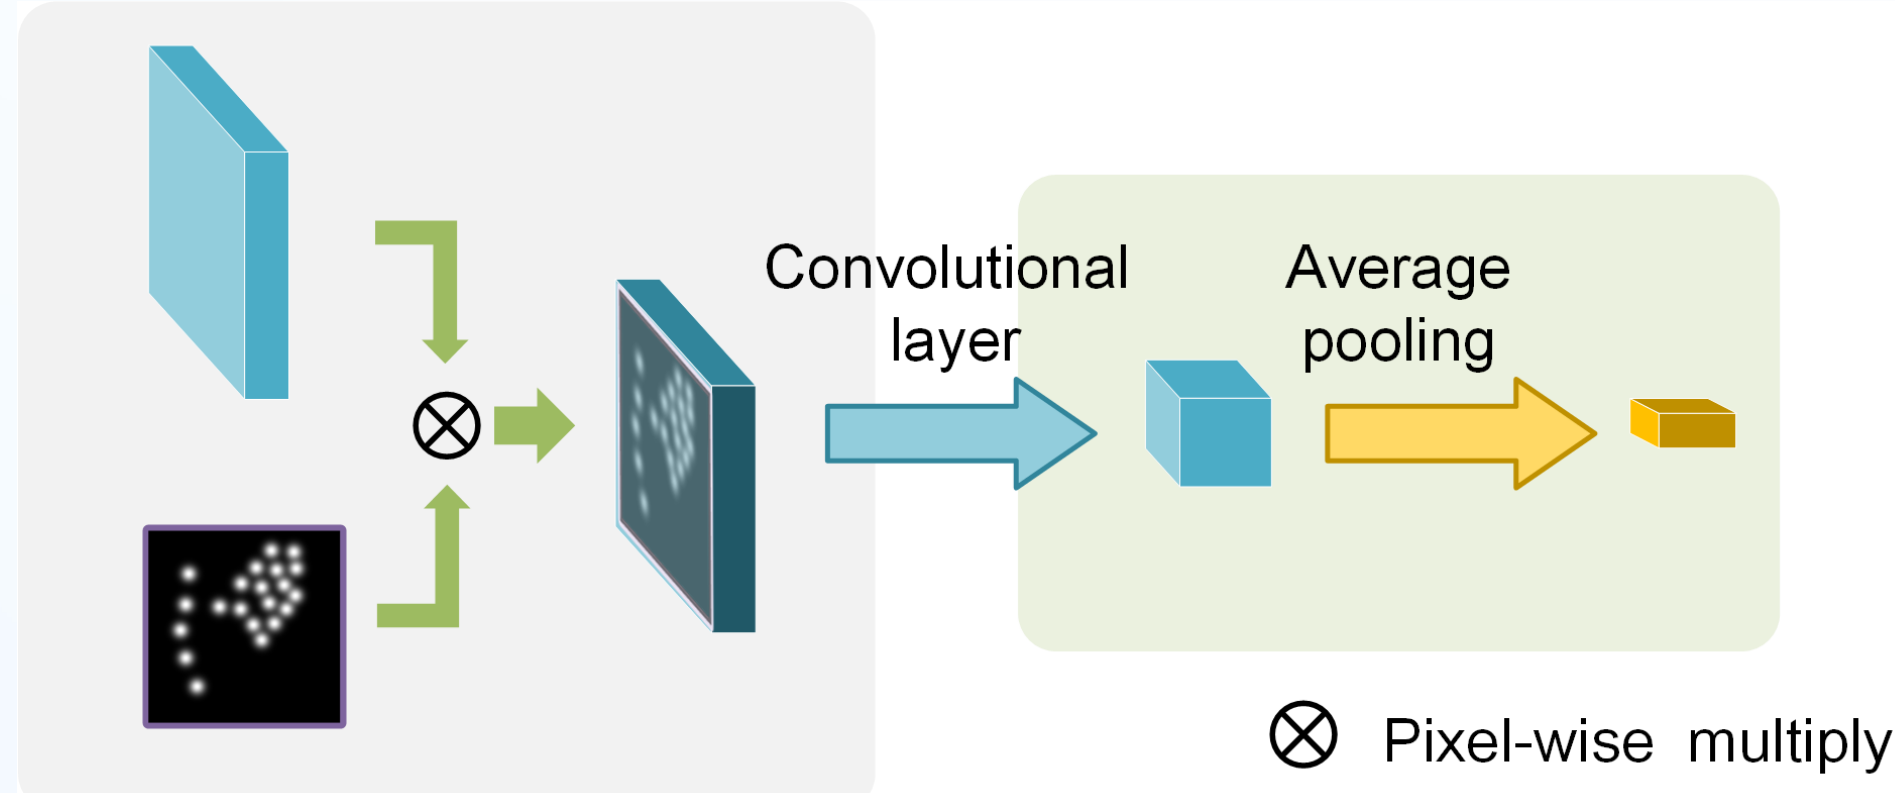 Convolutional
layer
Average
pooling
Pixel-wise multiply